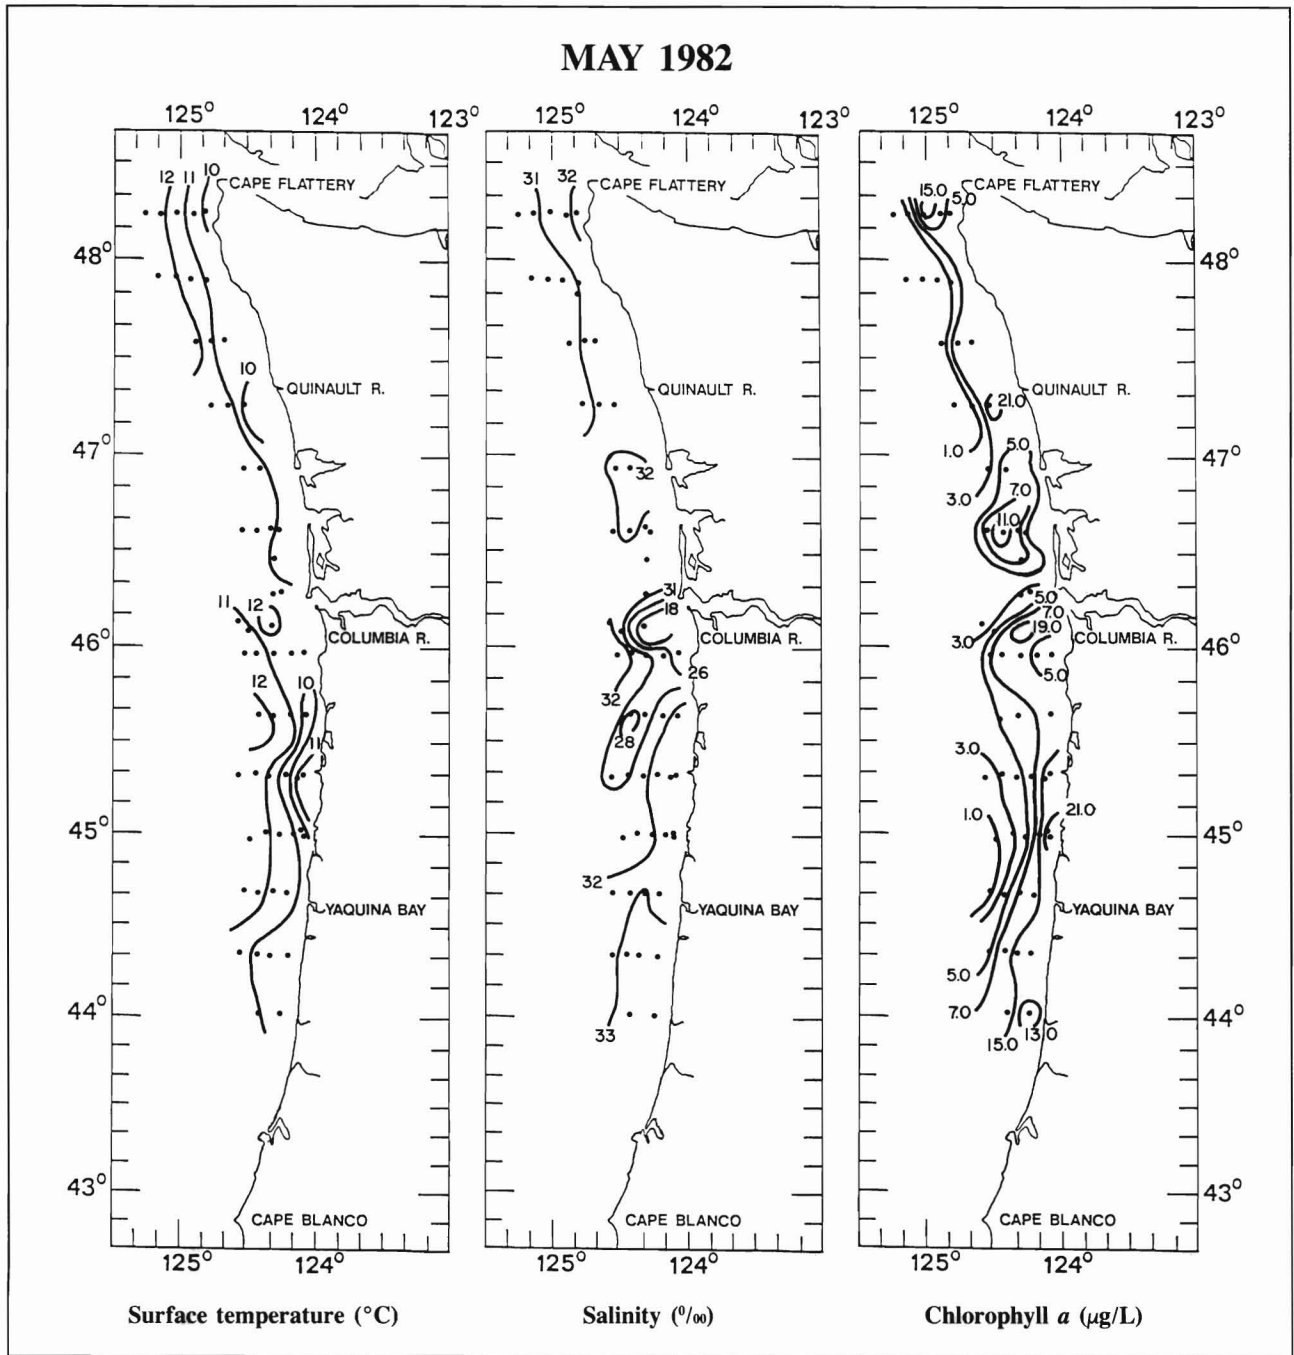 MAY 1982
125° 124° 123°
125° 124° 123°
125° 124° 123°
12 11 10
CAPE FLATTERY
31 32
CAPE FLATTERY
15.0 5.0
CAPE FLATTERY
48°
48°
10
QUINAULT R.
QUINAULT R.
21.0
QUINAULT R.
47°
32
1.0
5.0
47°
3.0
7.0
11.0
11
12
COLUMBIA R.
46°
31
18
COLUMBIA R.
26
32
5.0
7.0
19.0
3.0
COLUMBIA R.
46°
5.0
12
10
11
28
3.0
1.0
21.0
45°
45°
32
YAQUINA BAY
YAQUINA BAY
YAQUINA BAY
5.0
7.0
44°
33
15.0
13.0
44°
43°
43°
CAPE BLANCO
CAPE BLANCO
CAPE BLANCO
125° 124°
125° 124°
125° 124°
Surface temperature (°C)
Salinity (‰)
Chlorophyll a (μg/L)